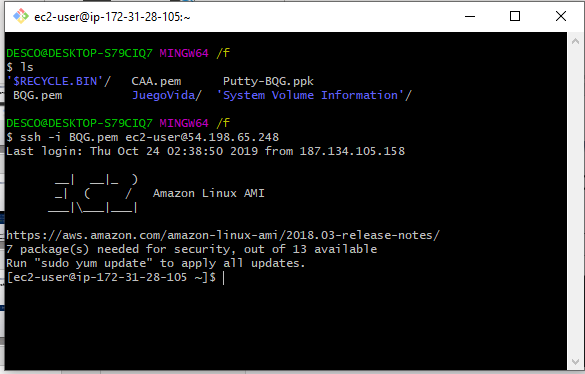 ec2-user@ip-172-31-28-105:~
DESCO@DESKTOP-S79CIQ7 MINGW64 /f
$ ls
'$RECYCLE.BIN'/   CAA.pem      Putty-BQG.ppk
 BQG.pem          JuegoVida/  'System Volume Information'/
DESCO@DESKTOP-S79CIQ7 MINGW64 /f
$ ssh -i BQG.pem ec2-user@54.198.65.248
Last login: Thu Oct 24 02:38:50 2019 from 187.134.105.158
       __|  __|_  )
       _|  (     /   Amazon Linux AMI
      ___|\___|___|
https://aws.amazon.com/amazon-linux-ami/2018.03-release-notes/
7 package(s) needed for security, out of 13 available
Run "sudo yum update" to apply all updates.
[ec2-user@ip-172-31-28-105 ~]$